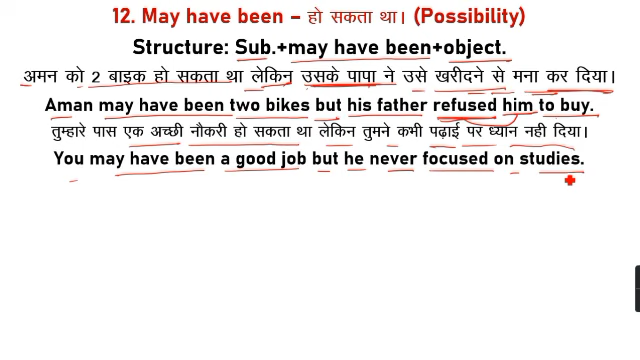 12. May have been – हो सकता था। (Possibility)
Structure: Sub.+may have been+object.
अमन को 2 बाइक हो सकता था लेकिन उसके पापा ने उसे खरीदने से मना कर दिया।
Aman may have been two bikes but his father refused him to buy.
तुम्हारे पास एक अच्छी नौकरी हो सकता था लेकिन तुमने कभी पढ़ाई पर ध्यान नही दिया।
You may have been a good job but he never focused on studies.